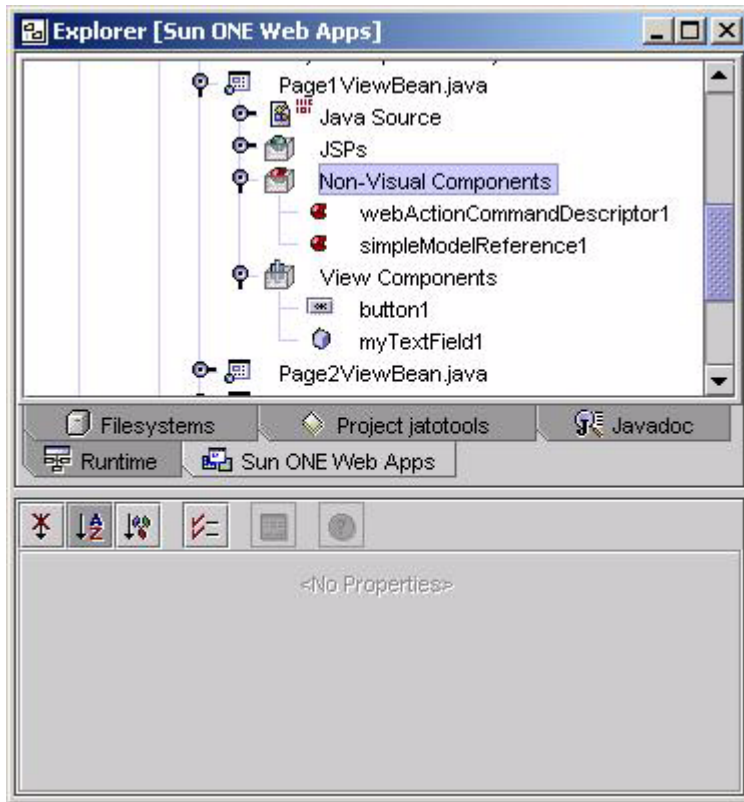 Explorer [Sun ONE Web Apps]
Page1ViewBean.java
Java Source
JSPs
Non-Visual Components
webActionCommandDescriptor1
simpleModelReference1
View Components
button1
myTextField1
Page2ViewBean.java
Filesystems
Project jatotools
Javadoc
Runtime
Sun ONE Web Apps
<No Properties>